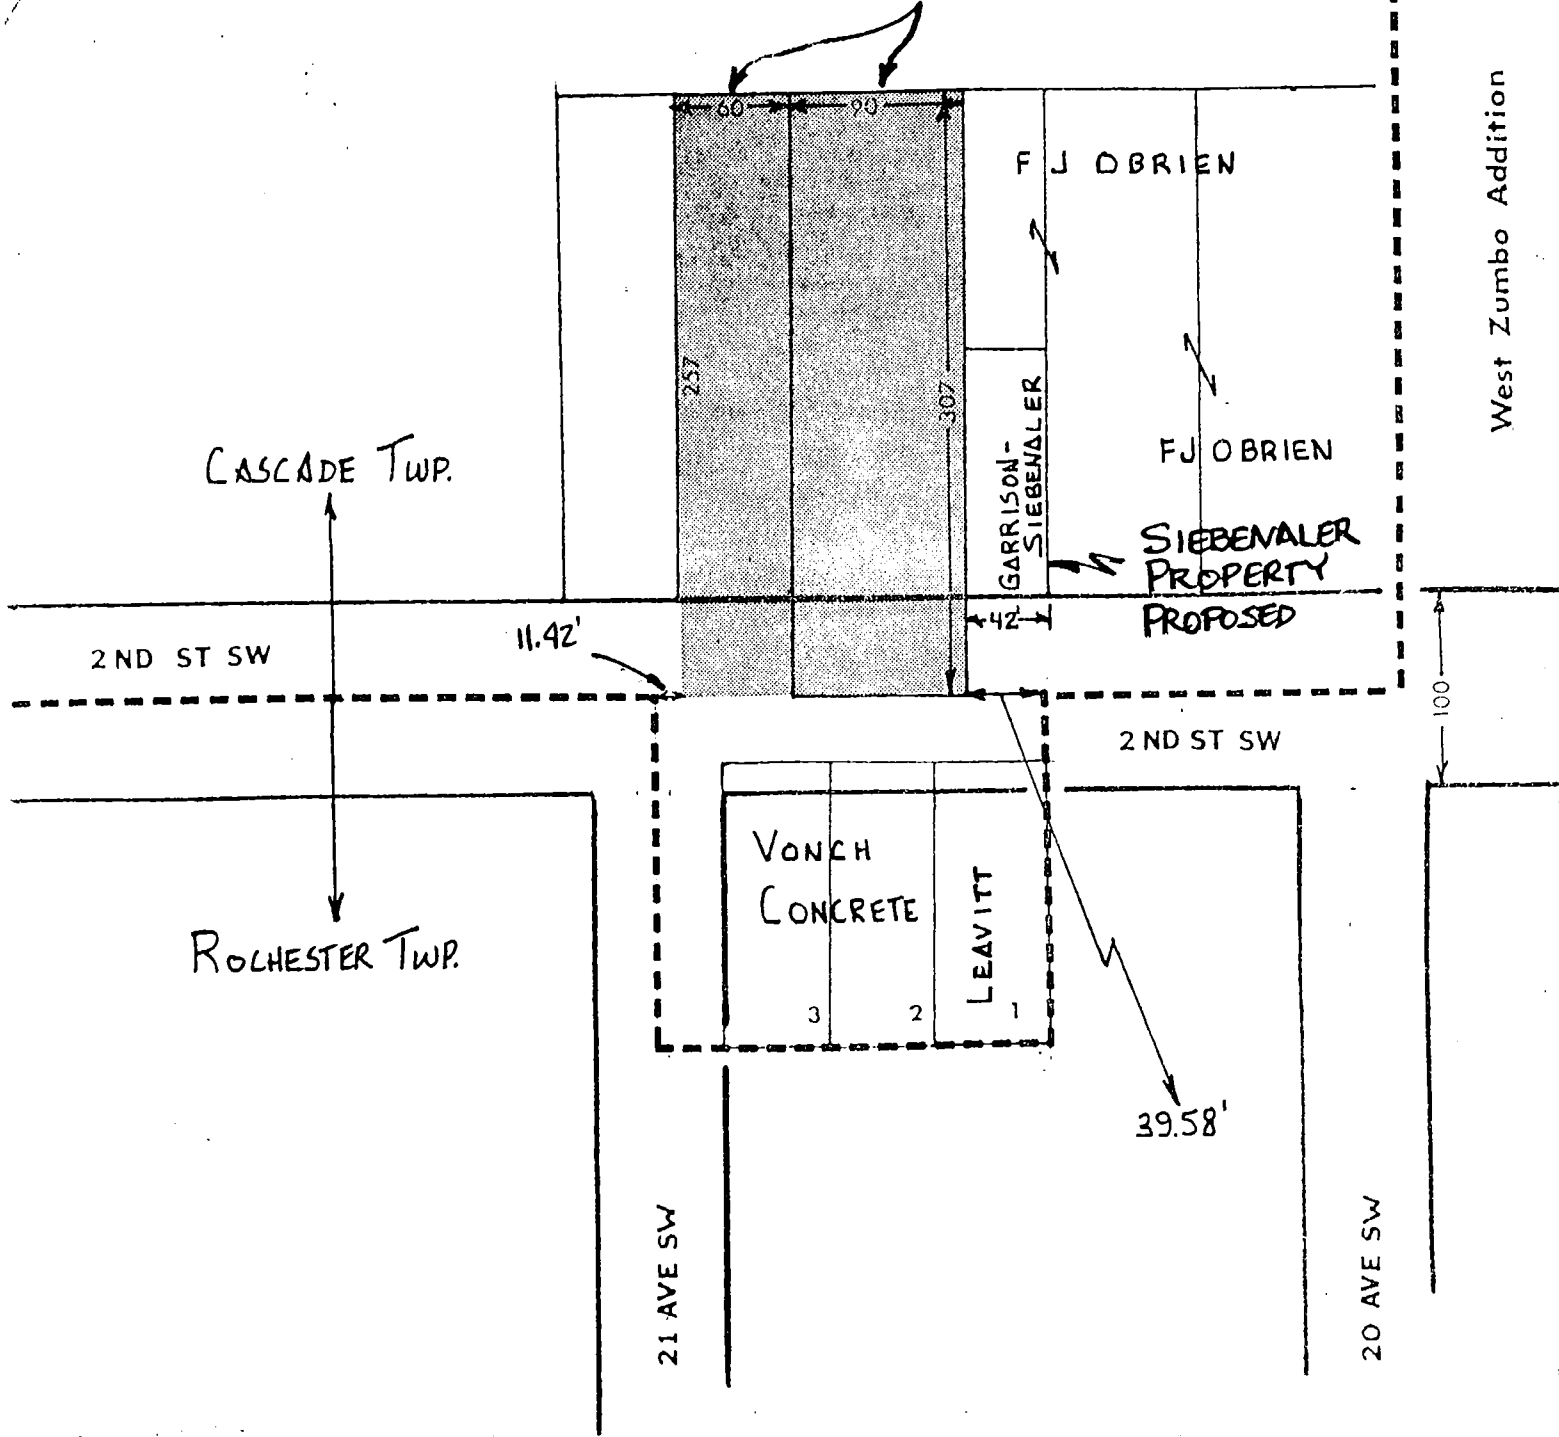 60
90
F J OBRIEN
West Zumbo Addition
257
307
GARRISON-
SIEBENALER
FJ OBRIEN
CASCADE TWP.
SIEBENALER
PROPERTY
PROPOSED
42
11.42'
2ND ST SW
100
2ND ST SW
VONCH
CONCRETE
LEAVITT
3
2
1
ROCHESTER TWP.
39.58'
21 AVE SW
20 AVE SW